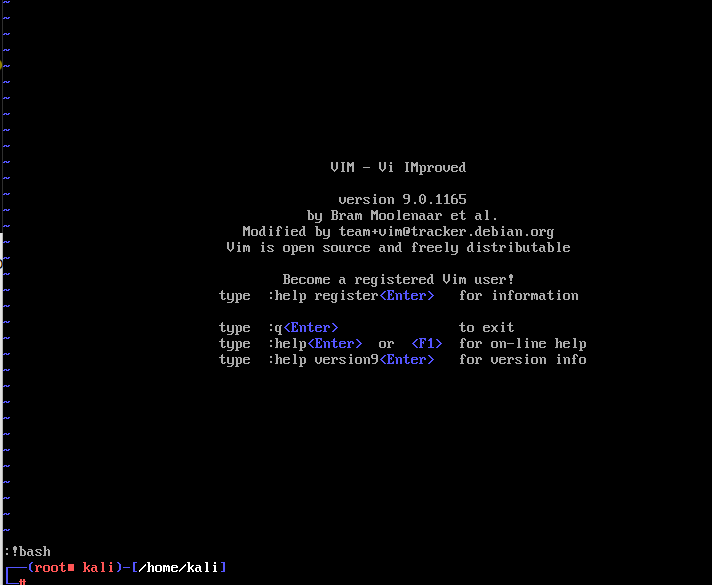 VIM - Vi IMproved
version 9.0.1165
by Bram Moolenaar et al.
Modified by team+vim@tracker.debian.org
Vim is open source and freely distributable
Become a registered Vim user!
type :help register<Enter> for information
type :q<Enter> to exit
type :help<Enter> or <F1> for on-line help
type :help version9<Enter> for version info
:!bash
┌──(root■ kali)-[/home/kali]
└─#